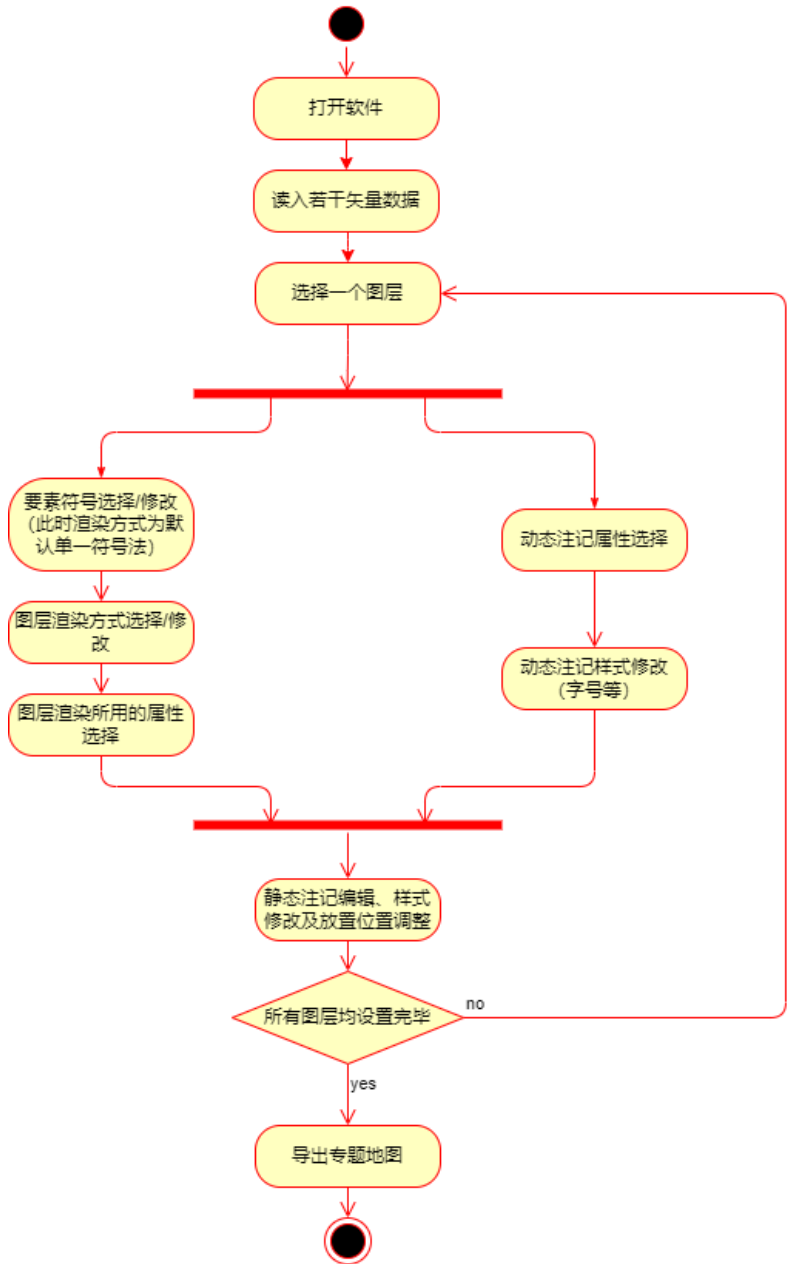 打开软件
读入若干矢量数据
选择一个图层
要素符号选择/修改
（此时渲染方式为默
认单一符号法）
图层渲染方式选择/修
改
图层渲染所用的属性
选择
动态注记属性选择
动态注记样式修改
（字号等）
静态注记编辑、样式
修改及放置位置调整
所有图层均设置完毕
no
yes
导出专题地图